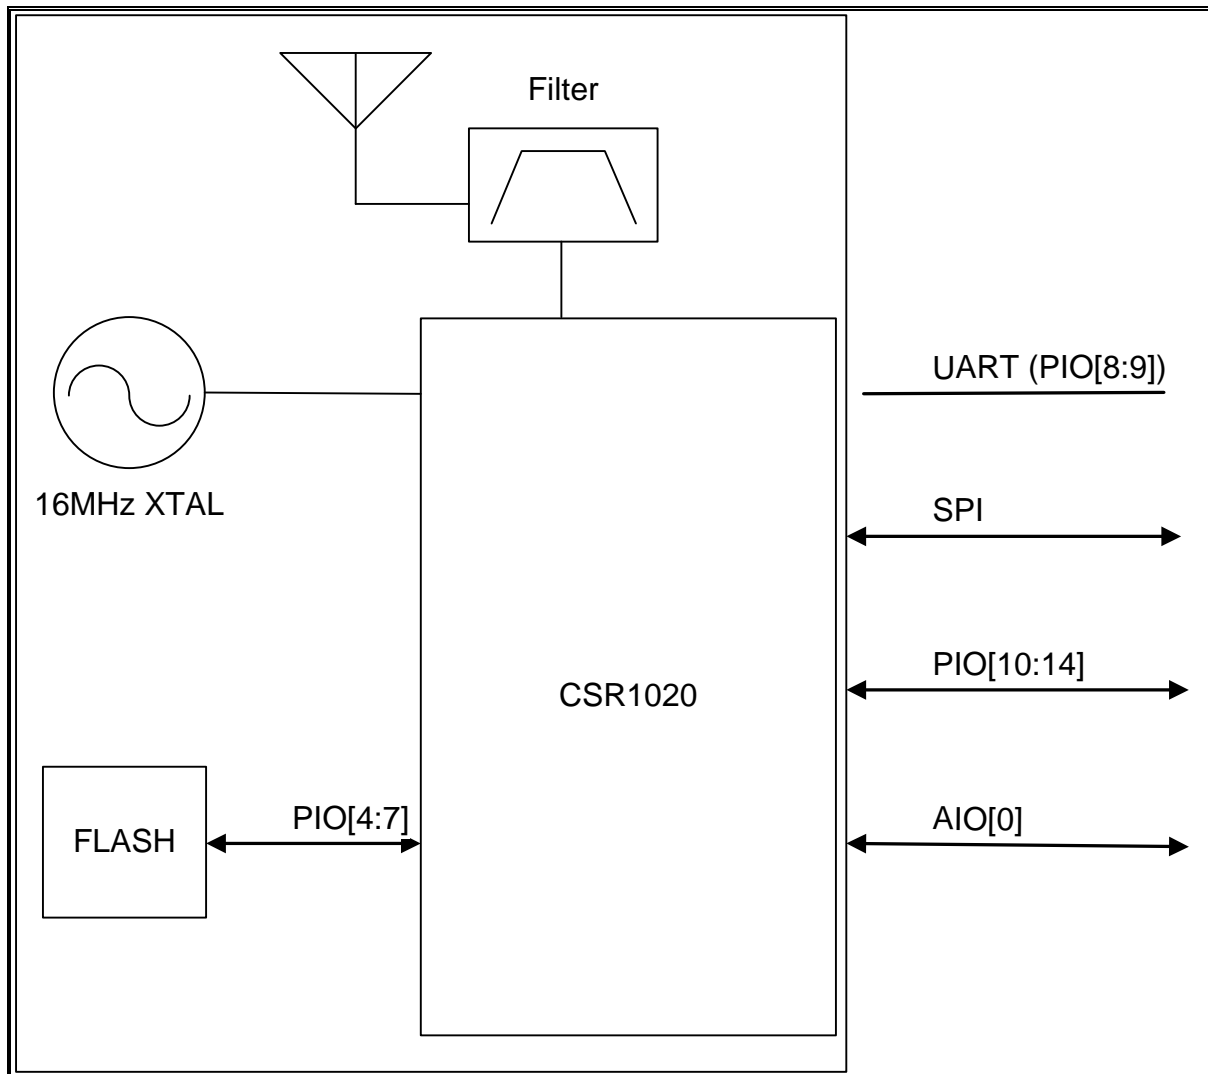 Filter
UART (PIO[8:9])
16MHz XTAL
SPI
PIO[10:14]
CSR1020
PIO[4:7]
AIO[0]
FLASH